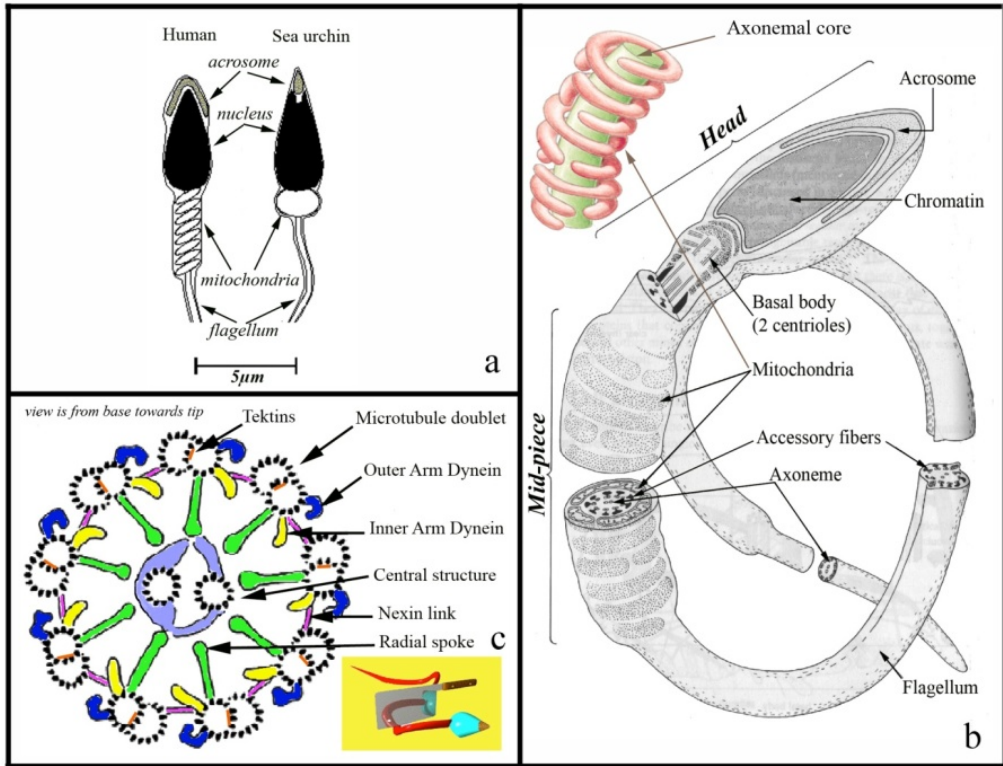 Human
Sea urchin
acrosome
nucleus
mitochondria
flagellum
5µm
a
view is from base towards tip
Tektins
Microtubule doublet
Outer Arm Dynein
Inner Arm Dynein
Central structure
Nexin link
Radial spoke
c
Axonemal core
Head
Acrosome
Chromatin
Basal body
(2 centrioles)
Mitochondria
Mid-piece
Accessory fibers
Axoneme
Flagellum
b